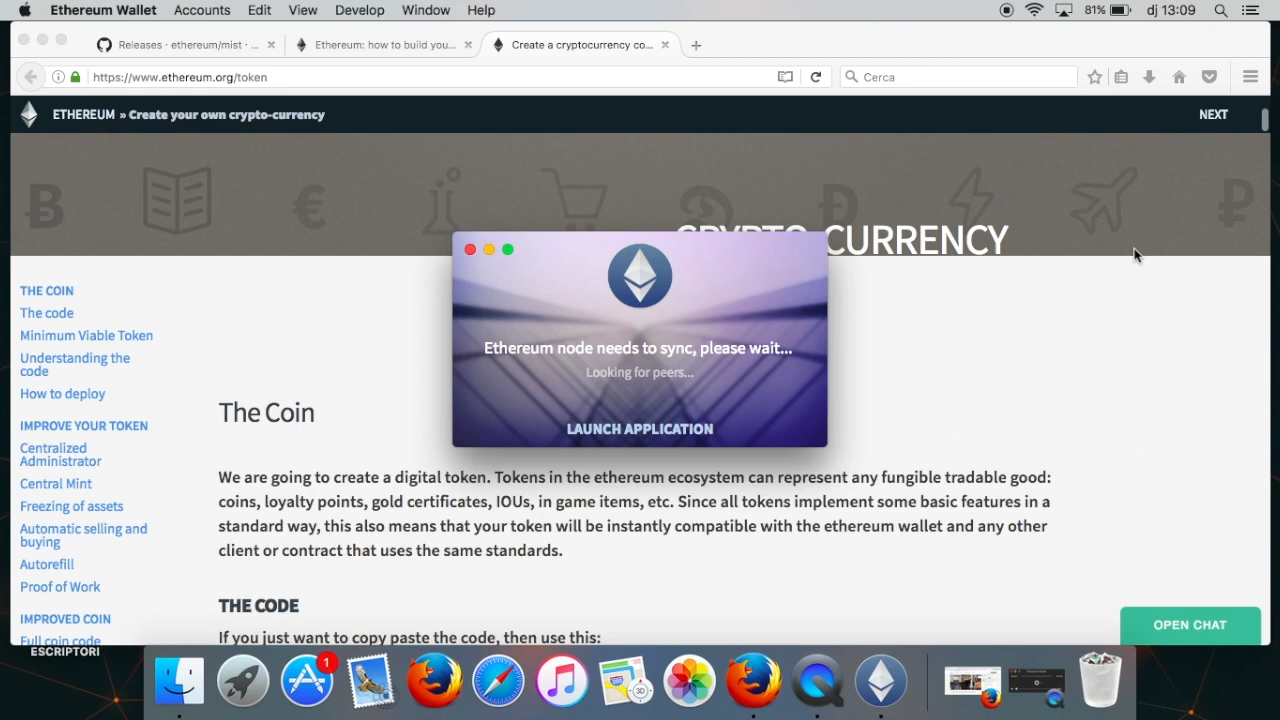 Ethereum Wallet Accounts Edit View Develop Window Help 81% dj 13:09
Releases · ethereum/mist · ... × Ethereum: how to build you... × Create a cryptocurrency co... × +
https://www.ethereum.org/token Cerca
ETHEREUM » Create your own crypto-currency NEXT
CRYPTO-CURRENCY
THE COIN
The code
Minimum Viable Token
Understanding the
code
How to deploy
IMPROVE YOUR TOKEN
Centralized
Administrator
Central Mint
Freezing of assets
Automatic selling and
buying
Autorefill
Proof of Work
IMPROVED COIN
Full coin code
Ethereum node needs to sync, please wait...
Looking for peers...
LAUNCH APPLICATION
The Coin
We are going to create a digital token. Tokens in the ethereum ecosystem can represent any fungible tradable good:
coins, loyalty points, gold certificates, IOUs, in game items, etc. Since all tokens implement some basic features in a
standard way, this also means that your token will be instantly compatible with the ethereum wallet and any other
client or contract that uses the same standards.
THE CODE
If you just want to copy paste the code, then use this:
OPEN CHAT
ESCRIPTORI
1
3D